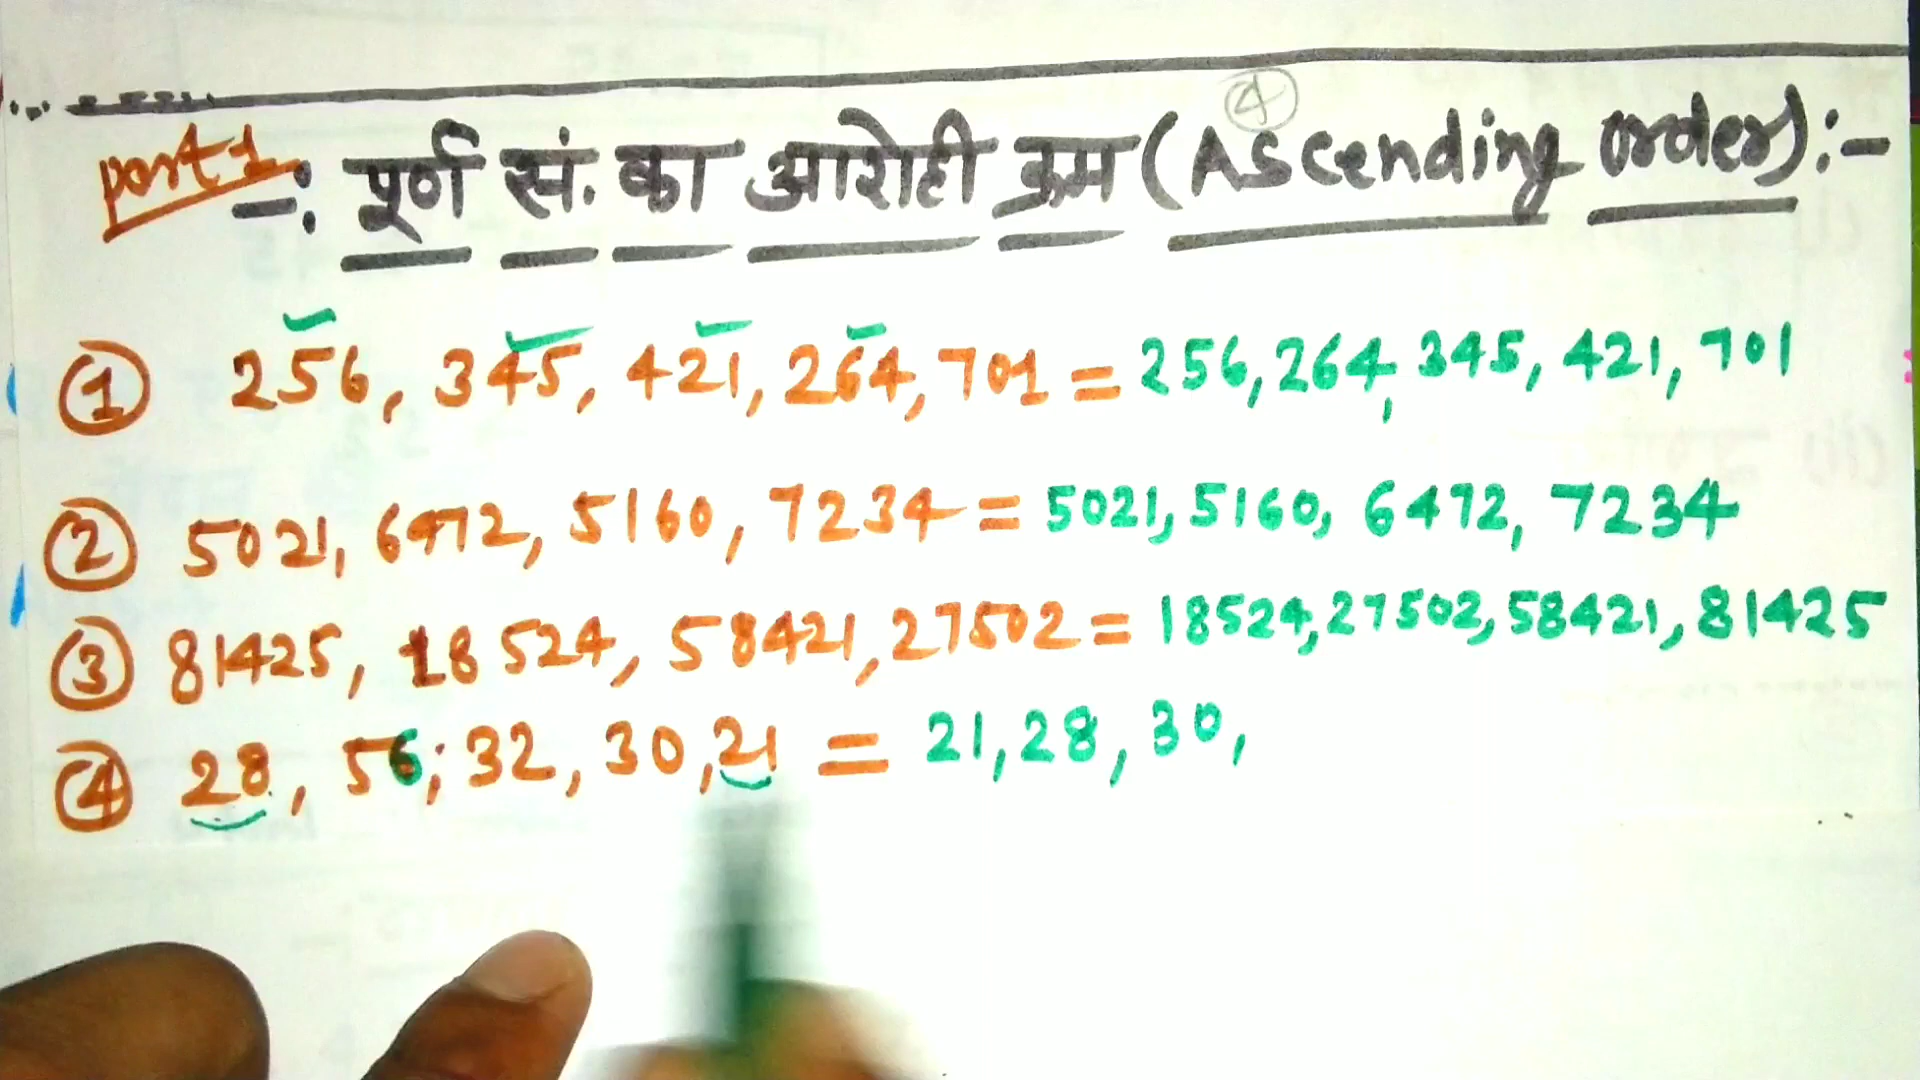 ④
part 1
-: पूर्ण सं. का आरोही क्रम (Ascending order):-
① 256, 345, 421, 264, 701 = 256, 264, 345, 421, 701
② 5021, 6472, 5160, 7234 = 5021, 5160, 6472, 7234
③ 81425, 18524, 58421, 27502 = 18524, 27502, 58421, 81425
④ 28, 56; 32, 30, 21 = 21, 28, 30,